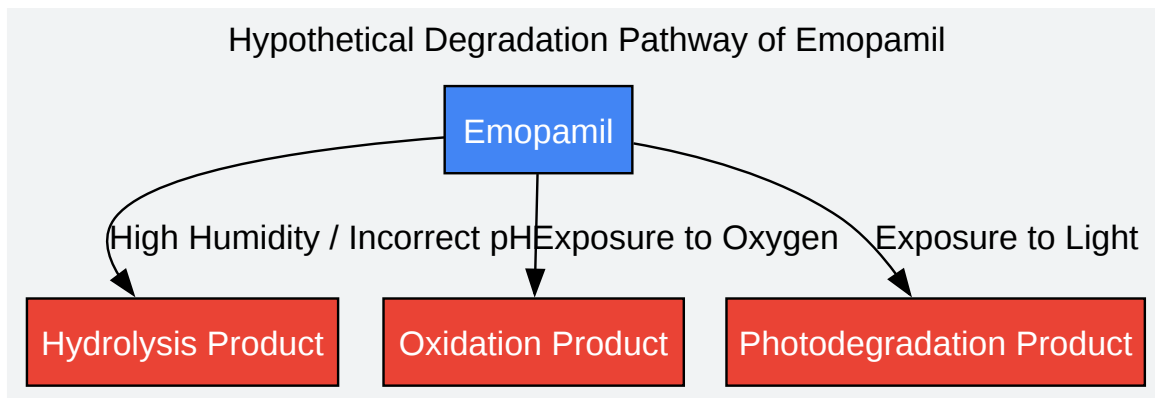 Hypothetical Degradation Pathway of Emopamil
Emopamil
High Humidity / Incorrect pH
Exposure to Oxygen
Exposure to Light
Hydrolysis Product
Oxidation Product
Photodegradation Product